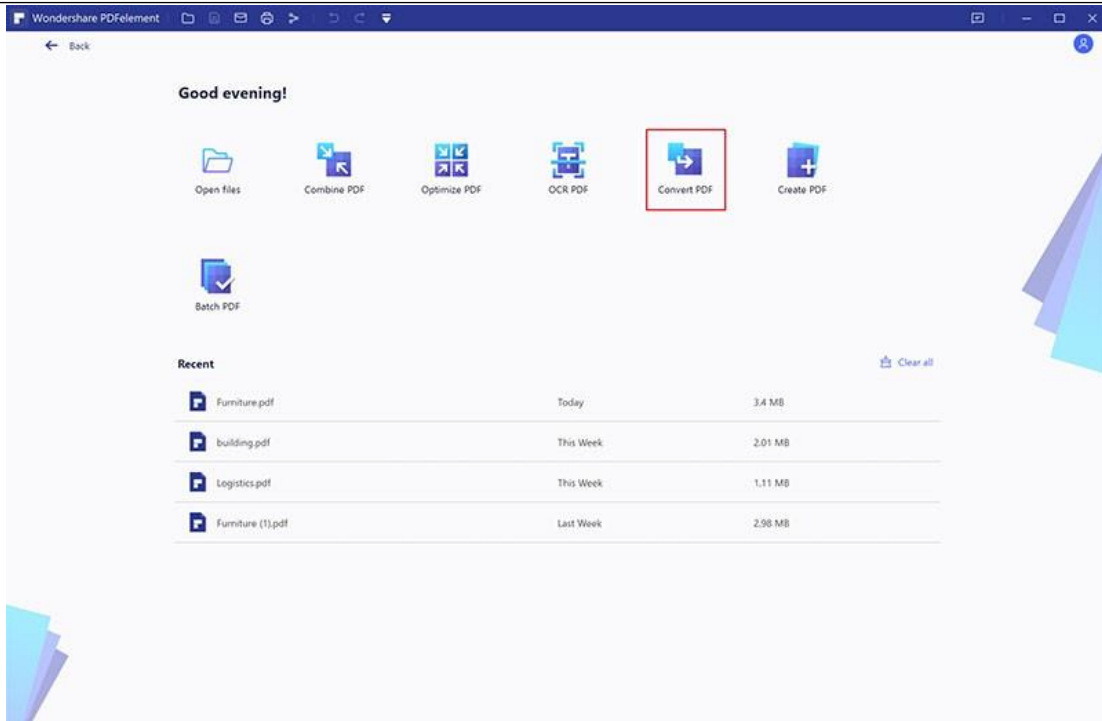 Wondershare PDFelement
Back
Good evening!
Open files
Combine PDF
Optimize PDF
OCR PDF
Convert PDF
Create PDF
Batch PDF
Recent
Clear all
Furniture.pdf Today 3.4 MB
building.pdf This Week 2.01 MB
Logistics.pdf This Week 1.11 MB
Furniture (1).pdf Last Week 2.98 MB